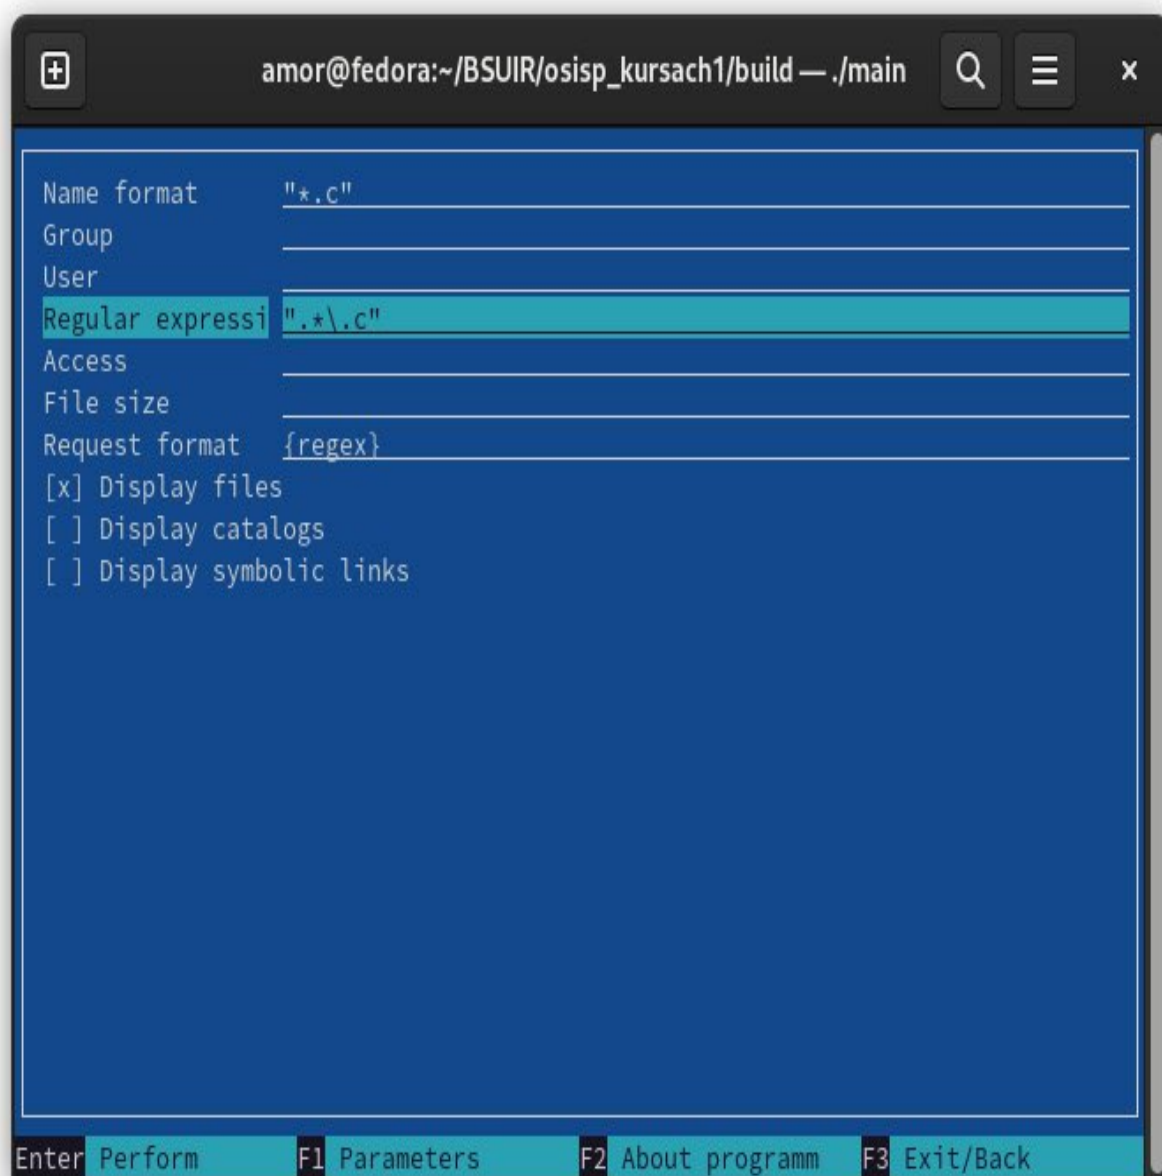 amor@fedora:~/BSUIR/osisp_kursach1/build — ./main
Name format "*.c"
Group
User
Regular expressi ".*\.c"
Access
File size
Request format {regex}
[x] Display files
[ ] Display catalogs
[ ] Display symbolic links
Enter Perform F1 Parameters F2 About programm F3 Exit/Back